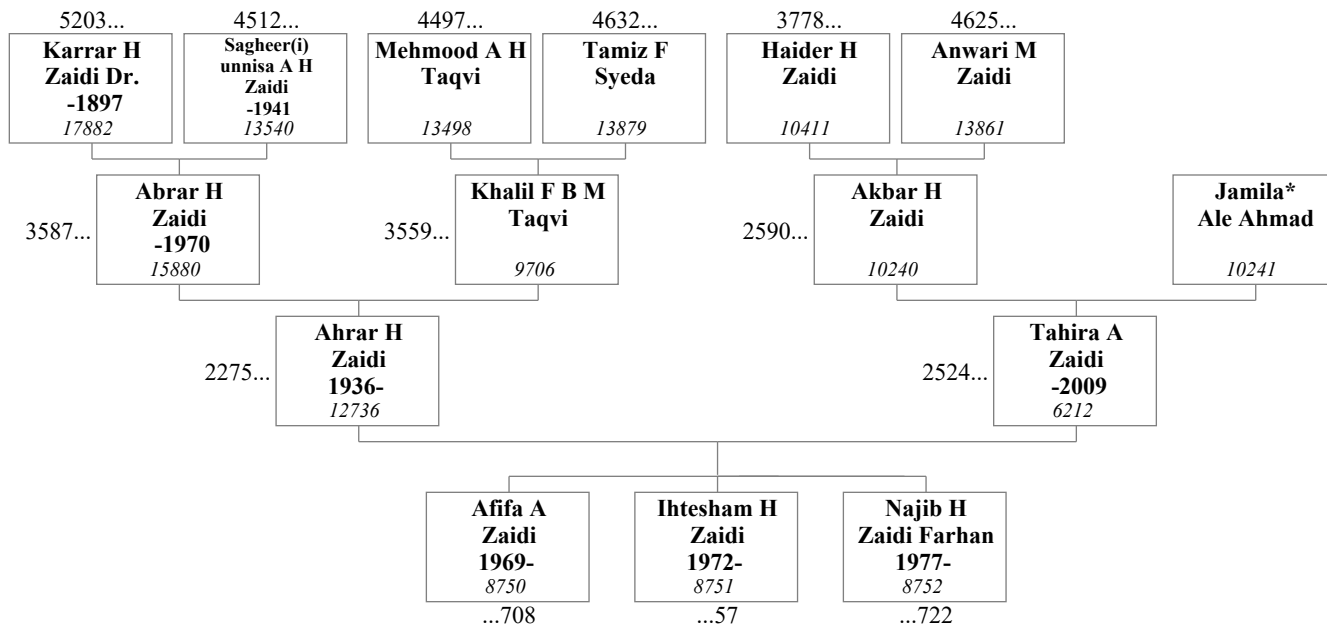 5203...
4512...
4497...
4632...
3778...
4625...
Karrar H
Zaidi Dr.
-1897
17882
Sagheer(i)
unnisa A H
Zaidi
-1941
13540
Mehmood A H
Taqvi
13498
Tamiz F
Syeda
13879
Haider H
Zaidi
10411
Anwari M
Zaidi
13861
3587...
Abrar H
Zaidi
-1970
15880
3559...
Khalil F B M
Taqvi
9706
2590...
Akbar H
Zaidi
10240
Jamila*
Ale Ahmad
10241
2275...
Ahrar H
Zaidi
1936-
12736
2524...
Tahira A
Zaidi
-2009
6212
Afifa A
Zaidi
1969-
8750
...708
Ihtesham H
Zaidi
1972-
8751
...57
Najib H
Zaidi Farhan
1977-
8752
...722